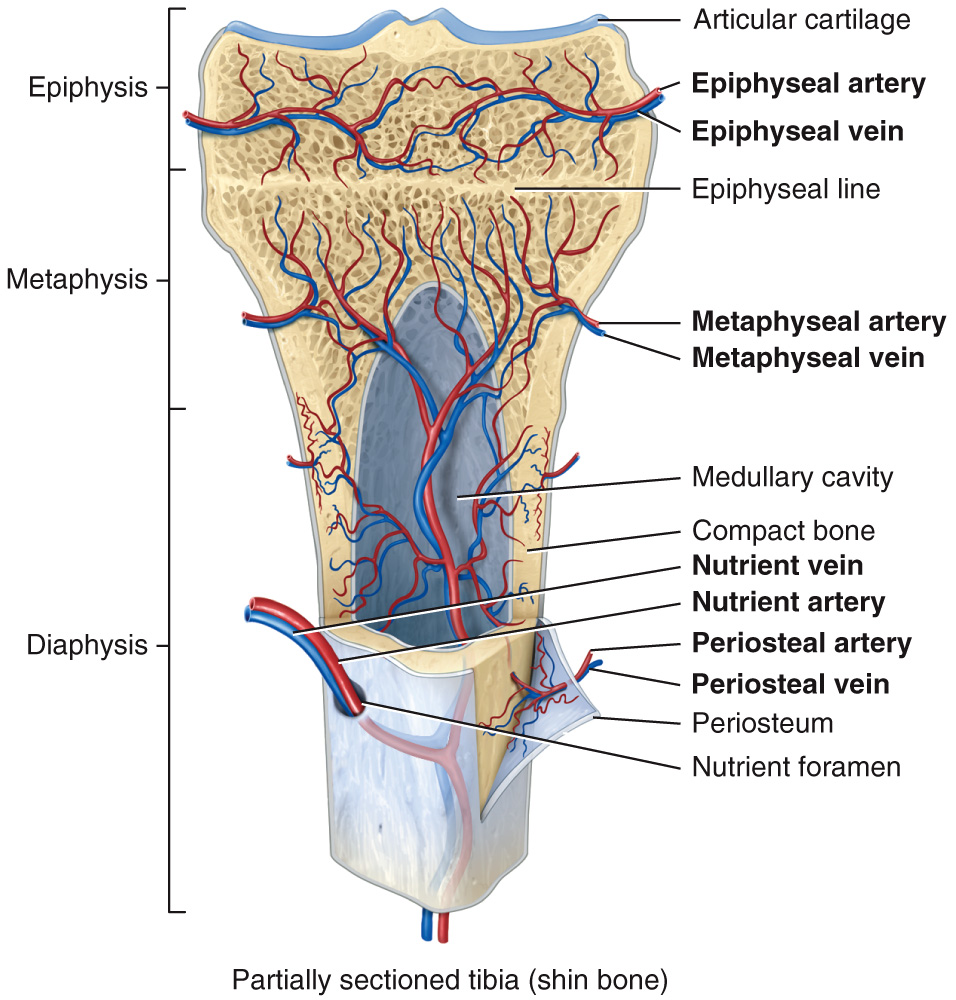 Articular cartilage
Epiphysis
Epiphyseal artery
Epiphyseal vein
Epiphyseal line
Metaphysis
Metaphyseal artery
Metaphyseal vein
Medullary cavity
Compact bone
Nutrient vein
Nutrient artery
Diaphysis
Periosteal artery
Periosteal vein
Periosteum
Nutrient foramen
Partially sectioned tibia (shin bone)